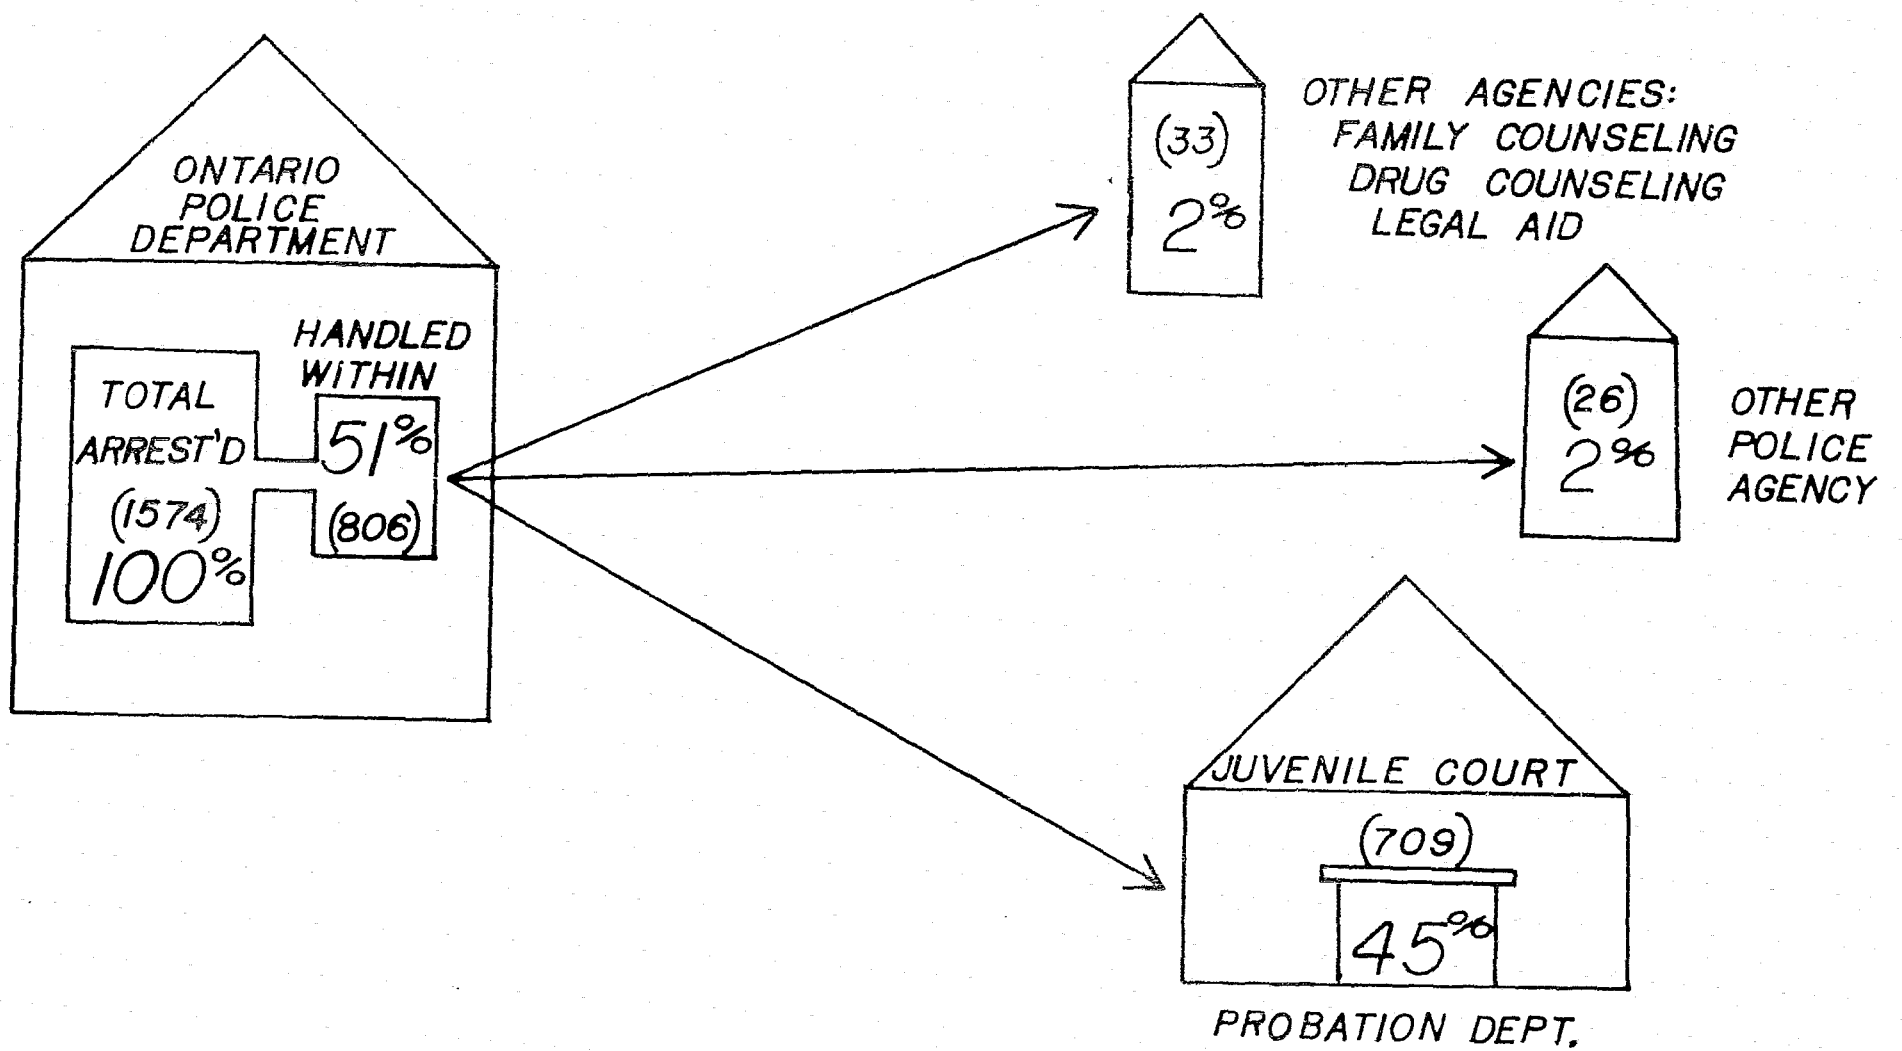 ONTARIO
POLICE
DEPARTMENT
HANDLED
WITHIN
TOTAL
ARREST'D
(1574)
100%
51%
(806)
(33)
2%
OTHER AGENCIES:
FAMILY COUNSELING
DRUG COUNSELING
LEGAL AID
(26)
2%
OTHER
POLICE
AGENCY
JUVENILE COURT
(709)
45%
PROBATION DEPT.